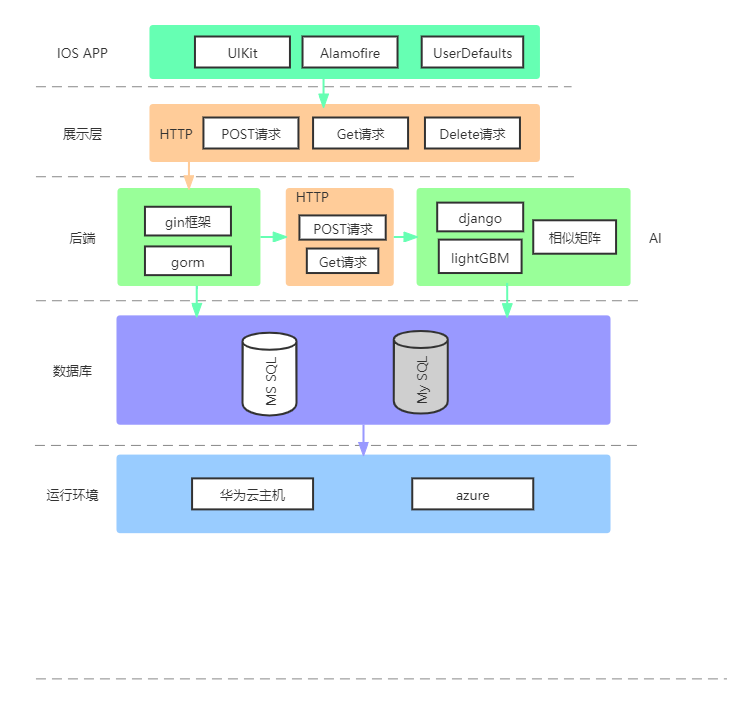 IOS APP
UIKit
Alamofire
UserDefaults
展示层
HTTP
POST请求
Get请求
Delete请求
后端
gin框架
gorm
HTTP
POST请求
Get请求
django
lightGBM
相似矩阵
AI
数据库
MS SQL
My SQL
运行环境
华为云主机
azure